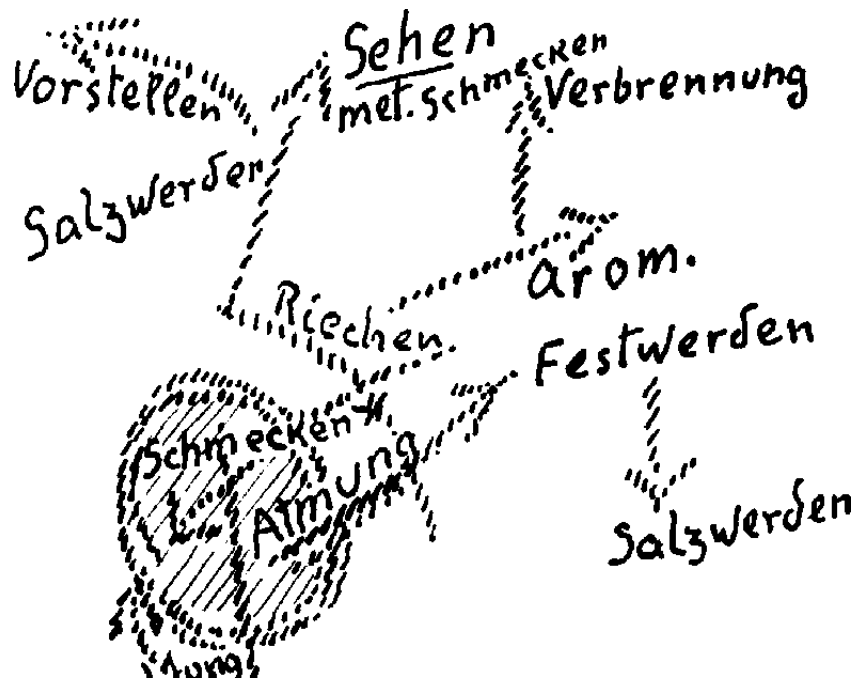 Sehen
met. schmecken
Vorstellen
Verbrennung
Salzwerden
arom.
Riechen
Festwerden
Schmecken
Atmung
Salzwerden